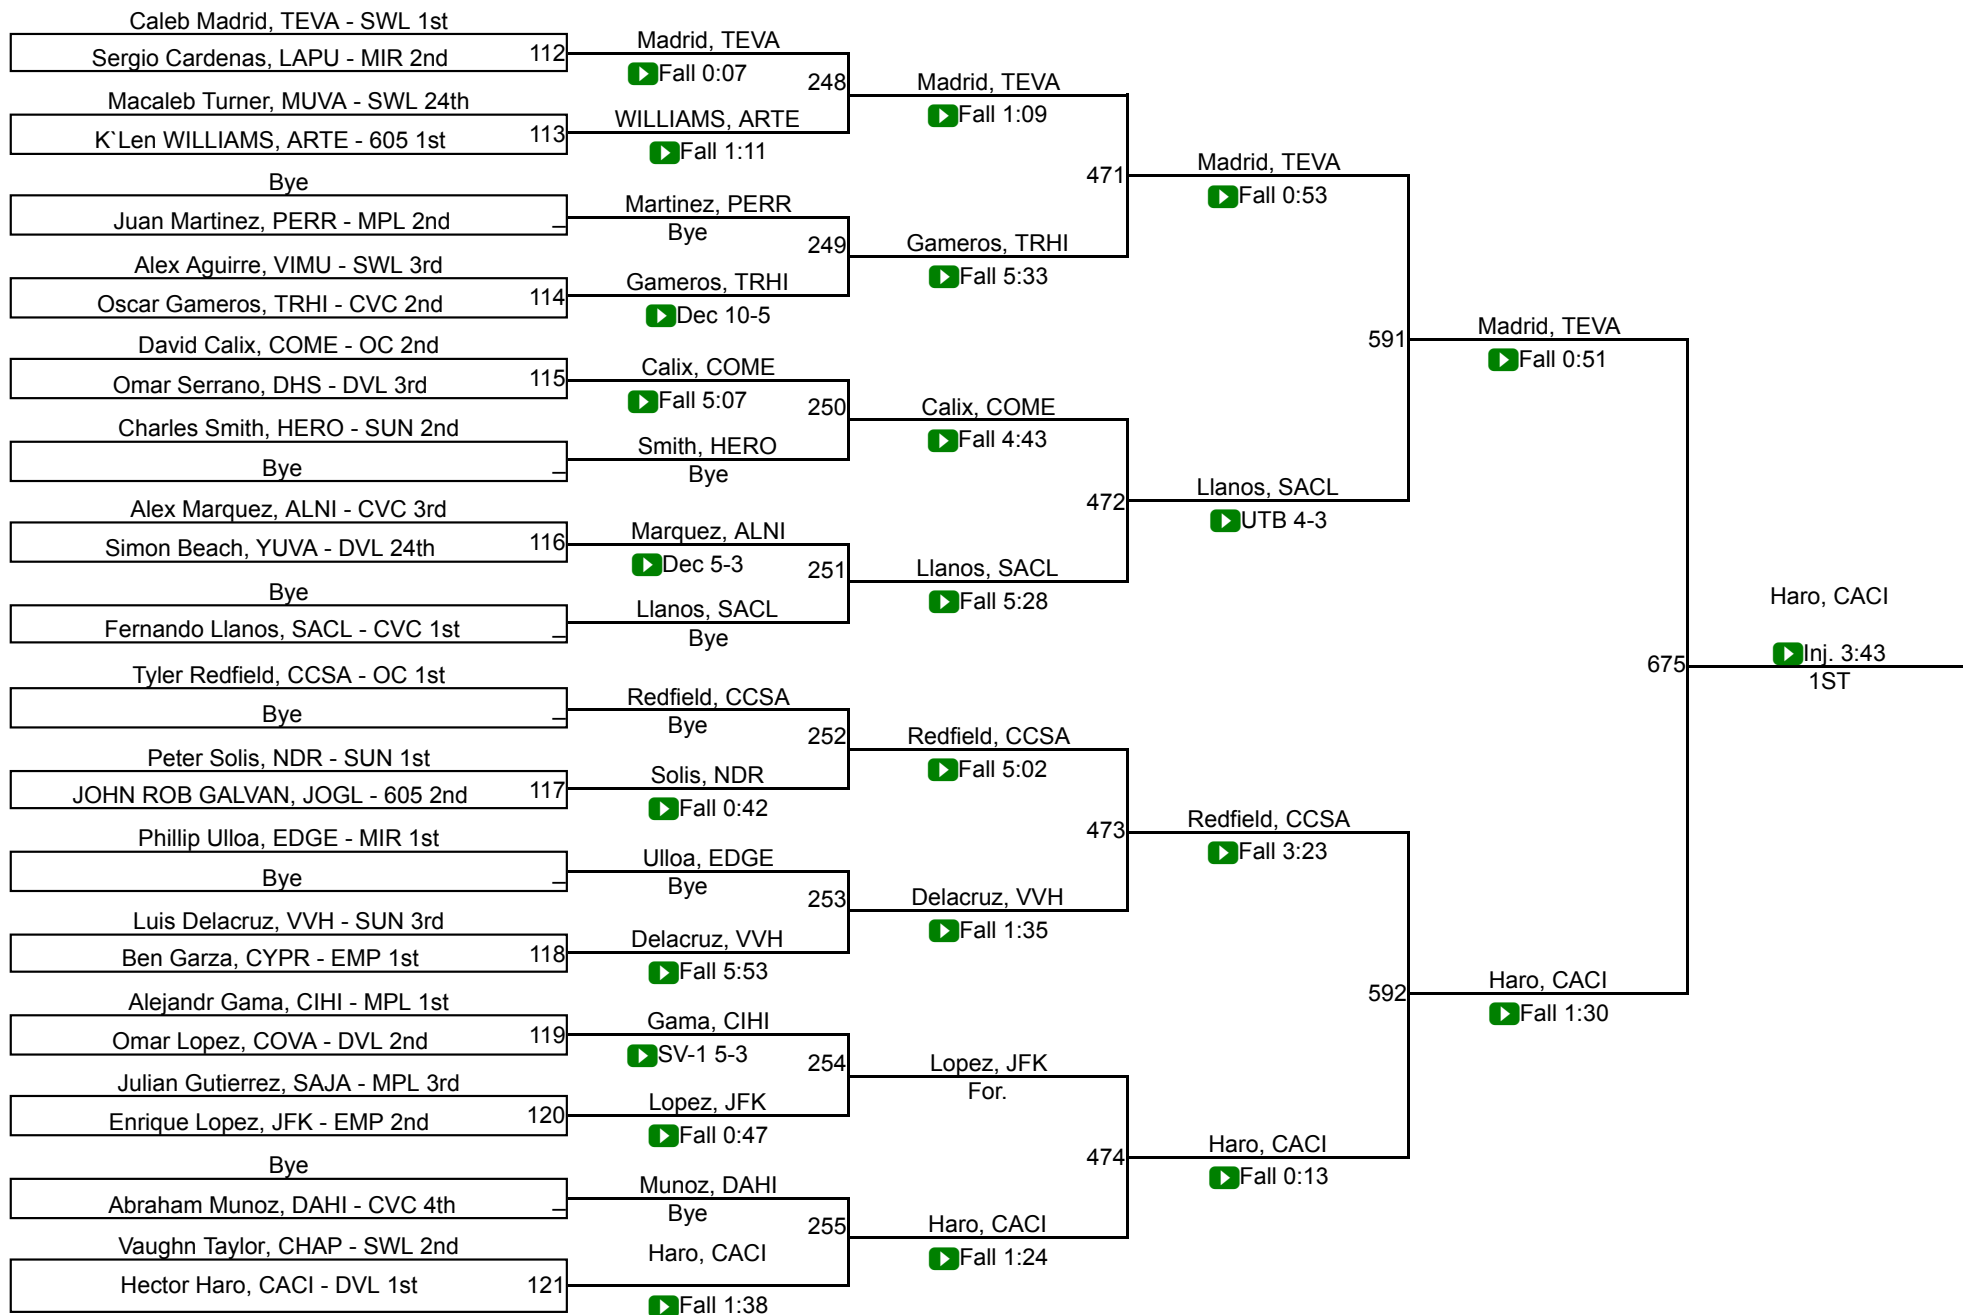 Caleb Madrid, TEVA - SWL 1st
Sergio Cardenas, LAPU - MIR 2nd
112
Macaleb Turner, MUVA - SWL 24th
K`Len WILLIAMS, ARTE - 605 1st
113
Bye
Juan Martinez, PERR - MPL 2nd
Alex Aguirre, VIMU - SWL 3rd
Oscar Gameros, TRHI - CVC 2nd
114
David Calix, COME - OC 2nd
Omar Serrano, DHS - DVL 3rd
115
Charles Smith, HERO - SUN 2nd
Bye
Alex Marquez, ALNI - CVC 3rd
Simon Beach, YUVA - DVL 24th
116
Bye
Fernando Llanos, SACL - CVC 1st
Tyler Redfield, CCSA - OC 1st
Bye
Peter Solis, NDR - SUN 1st
JOHN ROB GALVAN, JOGL - 605 2nd
117
Phillip Ulloa, EDGE - MIR 1st
Bye
Luis Delacruz, VVH - SUN 3rd
Ben Garza, CYPR - EMP 1st
118
Alejandr Gama, CIHI - MPL 1st
Omar Lopez, COVA - DVL 2nd
119
Julian Gutierrez, SAJA - MPL 3rd
Enrique Lopez, JFK - EMP 2nd
120
Bye
Abraham Munoz, DAHI - CVC 4th
Vaughn Taylor, CHAP - SWL 2nd
Hector Haro, CACI - DVL 1st
121
Madrid, TEVA
Fall 0:07
248
WILLIAMS, ARTE
Fall 1:11
Martinez, PERR
Bye
249
Gameros, TRHI
Dec 10-5
Calix, COME
Fall 5:07
250
Smith, HERO
Bye
Marquez, ALNI
Dec 5-3
251
Llanos, SACL
Bye
Redfield, CCSA
Bye
252
Solis, NDR
Fall 0:42
Ulloa, EDGE
Bye
253
Delacruz, VVH
Fall 5:53
Gama, CIHI
SV-1 5-3
254
Lopez, JFK
Fall 0:47
Munoz, DAHI
Bye
255
Haro, CACI
Fall 1:38
Madrid, TEVA
Fall 1:09
471
Gameros, TRHI
Fall 5:33
Calix, COME
Fall 4:43
472
Llanos, SACL
Fall 5:28
Redfield, CCSA
Fall 5:02
473
Delacruz, VVH
Fall 1:35
Lopez, JFK
For.
474
Haro, CACI
Fall 1:24
Madrid, TEVA
Fall 0:53
591
Llanos, SACL
UTB 4-3
Redfield, CCSA
Fall 3:23
592
Haro, CACI
Fall 0:13
Madrid, TEVA
Fall 0:51
675
Haro, CACI
Fall 1:30
Haro, CACI
Inj. 3:43
1ST